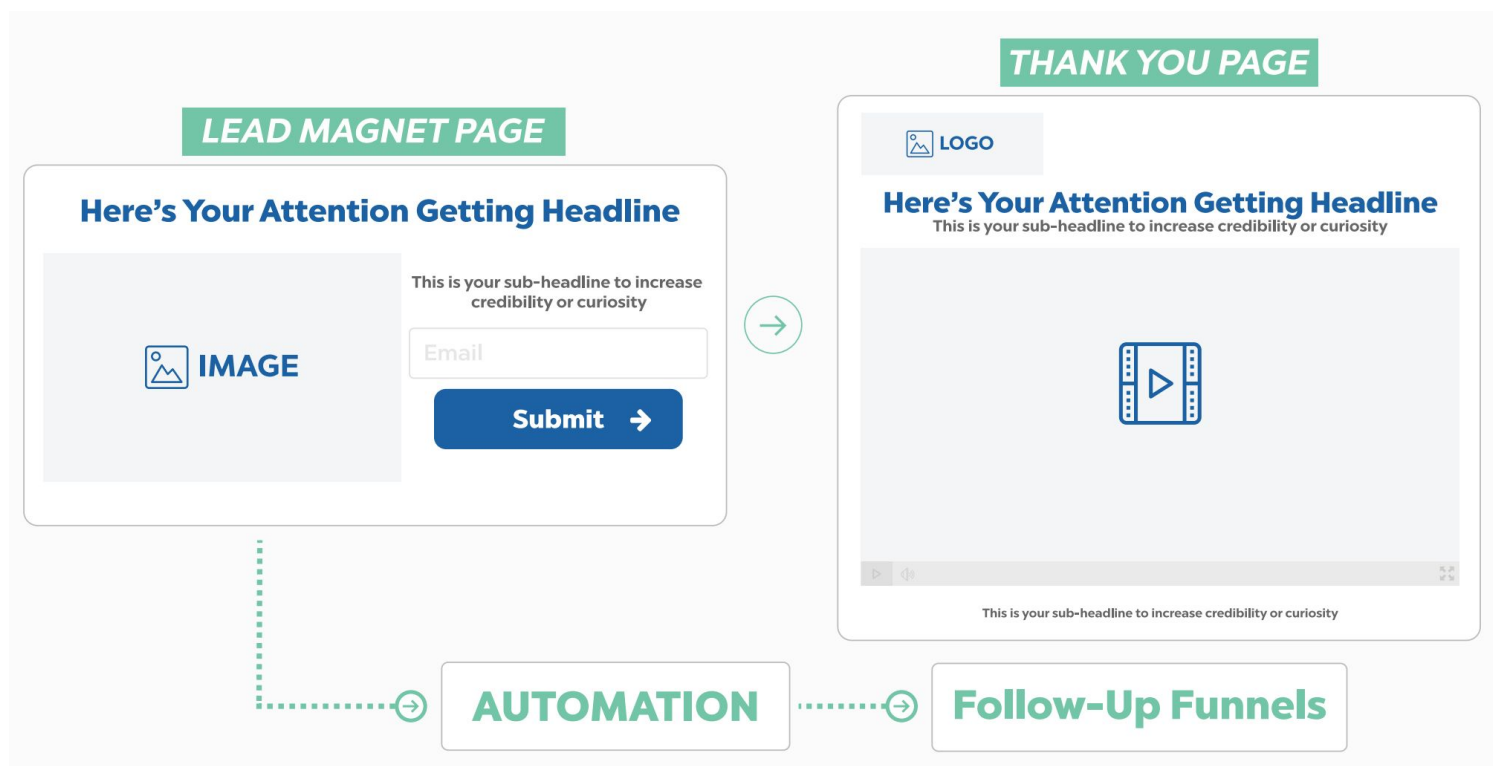 LEAD MAGNET PAGE
Here's Your Attention Getting Headline
IMAGE
This is your sub-headline to increase
credibility or curiosity
Email
Submit
THANK YOU PAGE
LOGO
Here's Your Attention Getting Headline
This is your sub-headline to increase credibility or curiosity
This is your sub-headline to increase credibility or curiosity
AUTOMATION
Follow-Up Funnels